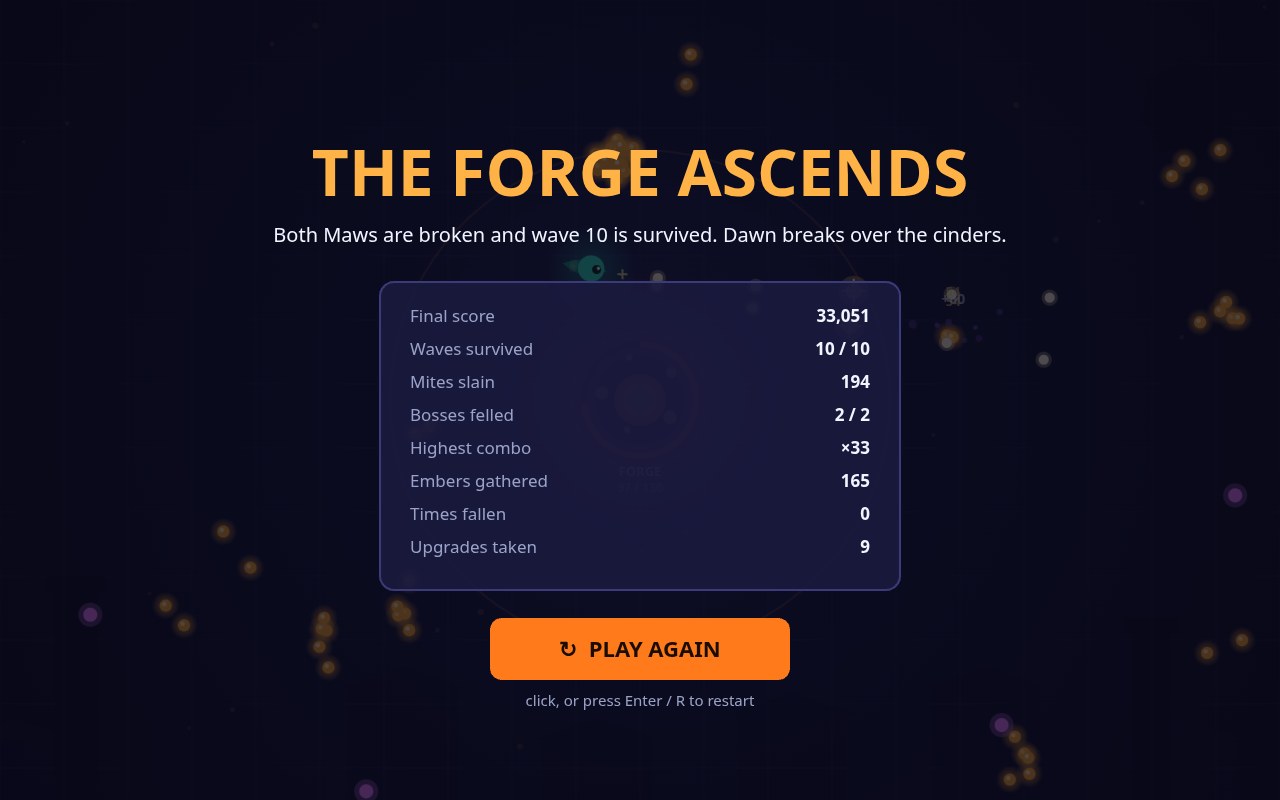 THE FORGE ASCENDS
Both Maws are broken and wave 10 is survived. Dawn breaks over the cinders.
+
Final score 33,051
Waves survived 10 / 10
Mites slain 194
Bosses felled 2 / 2
Highest combo ×33
FORGE
Embers gathered 165
Times fallen 0
Upgrades taken 9
↻ PLAY AGAIN
click, or press Enter / R to restart